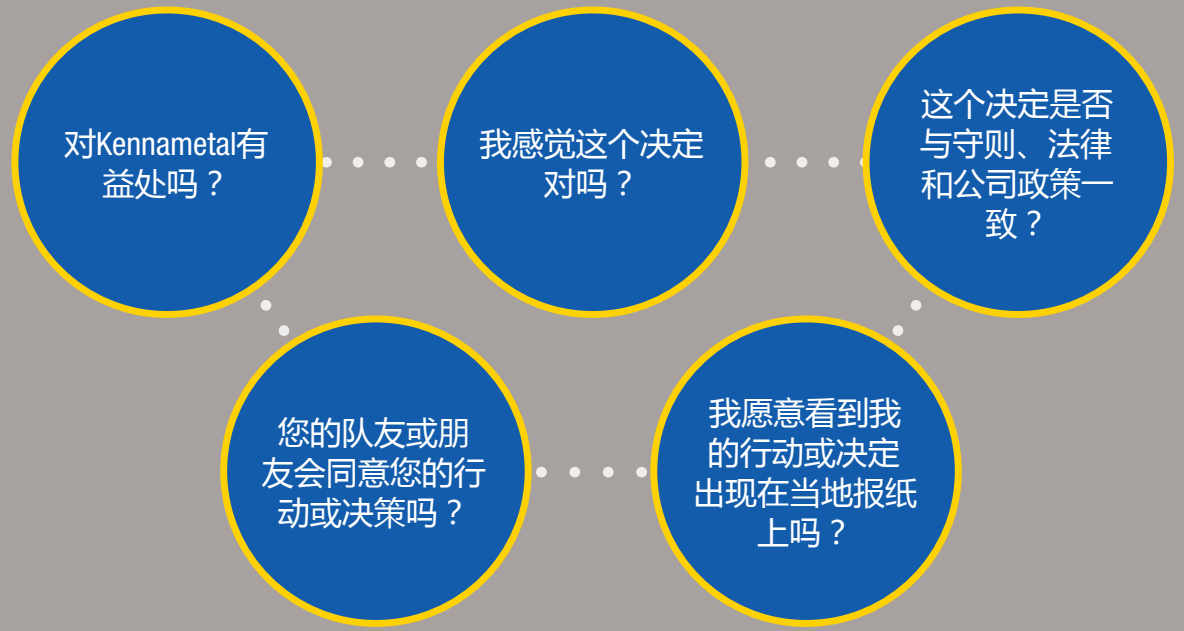 对Kennametal有
益处吗？
我感觉这个决定
对吗？
这个决定是否
与守则、法律
和公司政策一
致？
您的队友或朋
友会同意您的行
动或决策吗？
我愿意看到我
的行动或决定
出现在当地报纸
上吗？